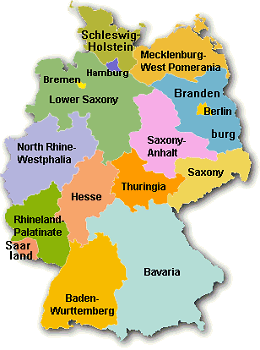 Schleswig-
Holstein
Mecklenburg-
West Pomerania
Hamburg
Bremen
Lower Saxony
Branden
Berlin
burg
North Rhine-
Westphalia
Saxony-
Anhalt
Saxony
Thuringia
Hesse
Rhineland-
Palatinate
Saar
land
Bavaria
Baden-
Wurttemberg